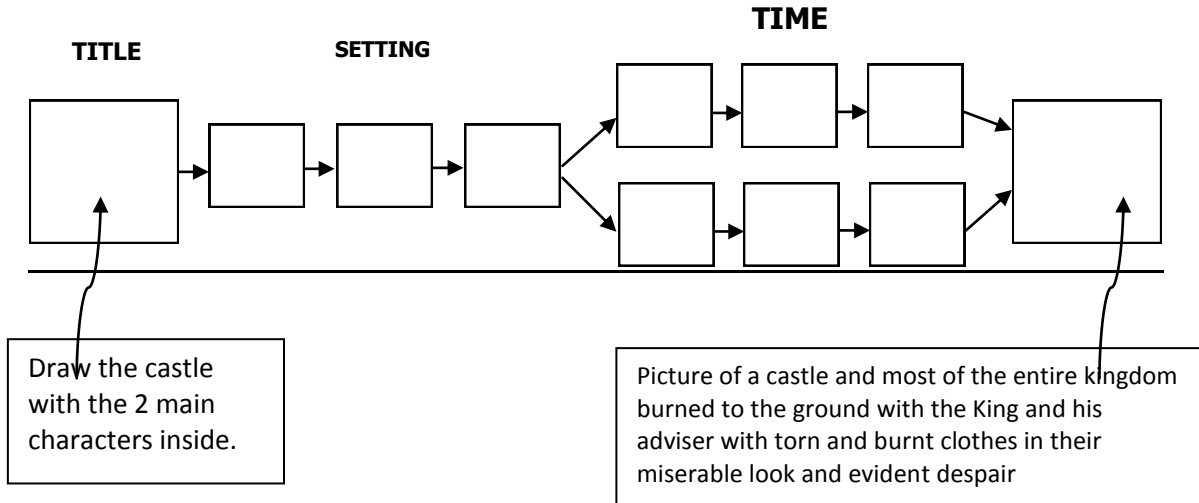 TIME
TITLE
SETTING
Draw the castle
with the 2 main
characters inside.
Picture of a castle and most of the entire kingdom
burned to the ground with the King and his
adviser with torn and burnt clothes in their
miserable look and evident despair